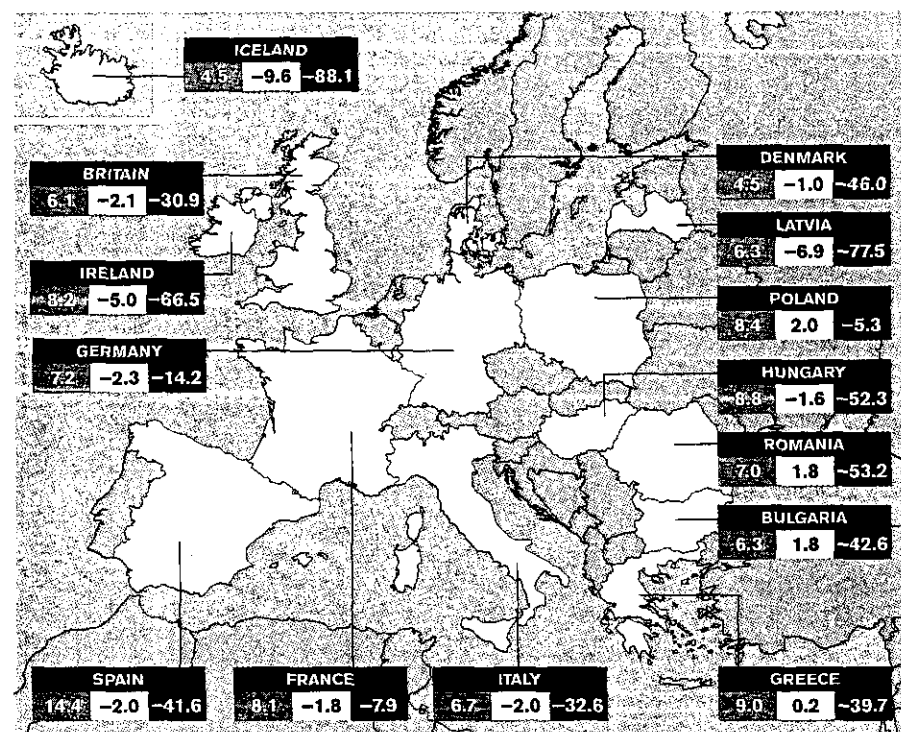 ICELAND
4.5 −9.6 −88.1
BRITAIN
6.1 −2.1 −30.9
IRELAND
8.2 −5.0 −66.5
GERMANY
7.2 −2.3 −14.2
DENMARK
4.5 −1.0 −46.0
LATVIA
6.3 −6.9 −77.5
POLAND
8.4 2.0 −5.3
HUNGARY
8.8 −1.6 −52.3
ROMANIA
7.0 1.8 −53.2
BULGARIA
6.3 1.8 −42.6
SPAIN
14.4 −2.0 −41.6
FRANCE
8.1 −1.8 −7.9
ITALY
6.7 −2.0 −32.6
GREECE
9.0 0.2 −39.7